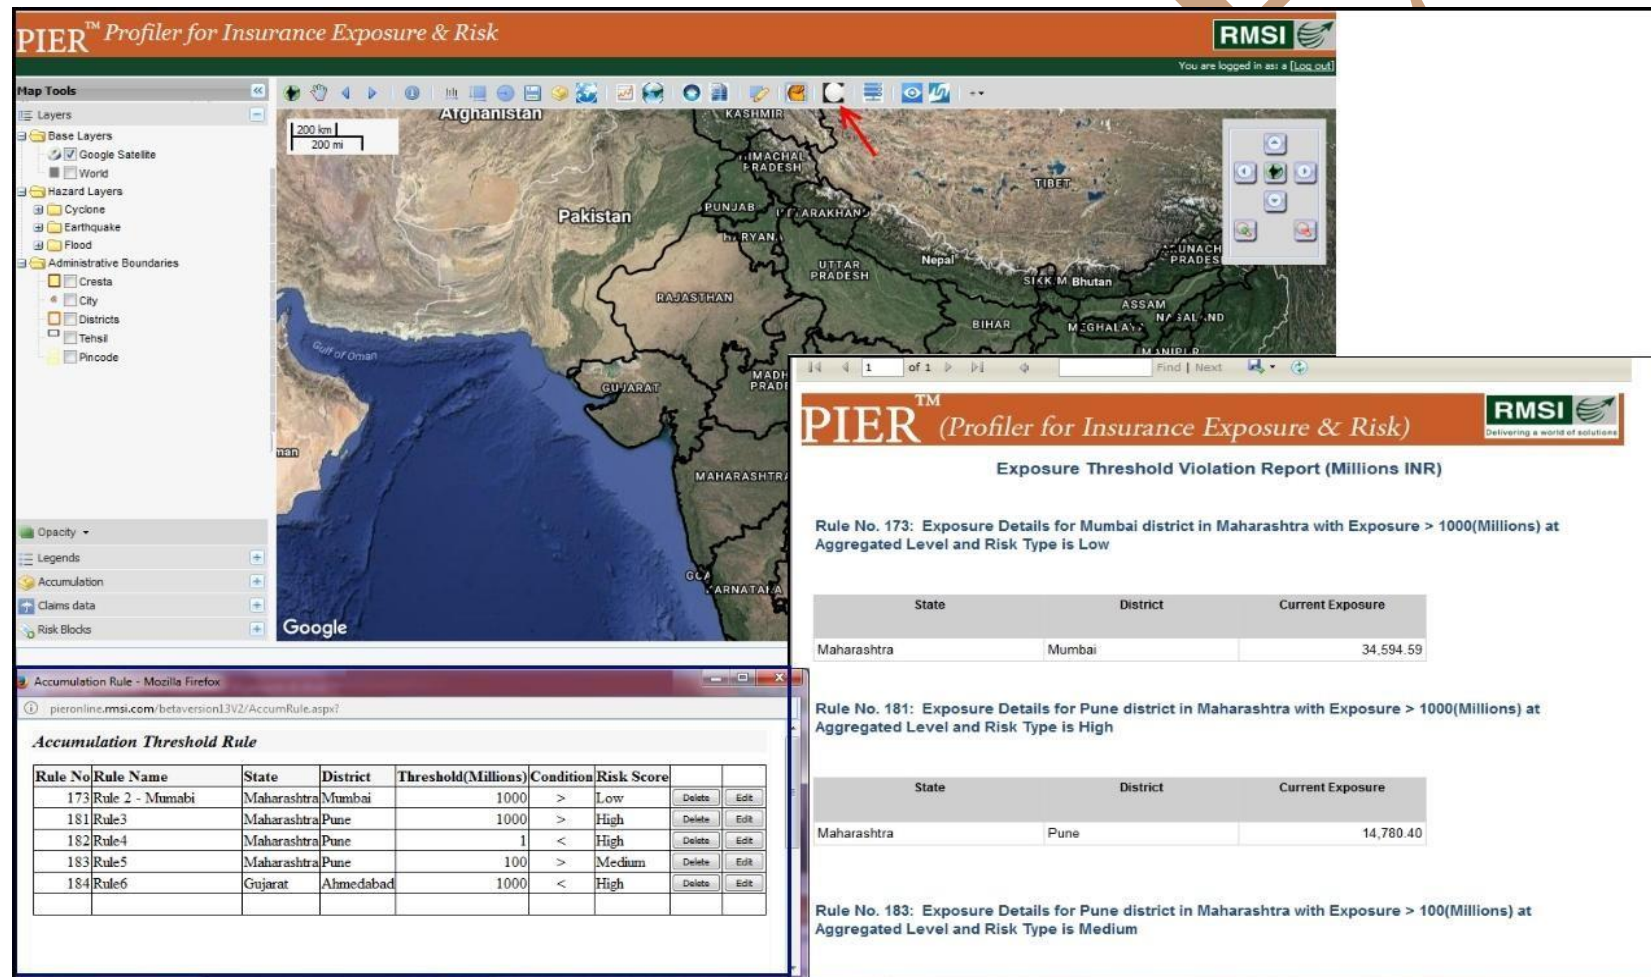 PIER™ Profiler for Insurance Exposure & Risk
RMSI
You are logged in as: a [Log out]
Map Tools
Layers
Base Layers
Google Satellite
World
Hazard Layers
Cyclone
Earthquake
Flood
Administrative Boundaries
Cresta
City
Districts
Tehsil
Pincode
Opacity
Legends
Accumulation
Claims data
Risk Blocks
200 km
200 mi
Afghanistan
KASHMIR
HIMACHAL
PRADESH
TIBET
Pakistan
PUNJAB
UTTARAKHAND
HARYANA
UTTAR
PRADESH
Nepal
SIKKIM Bhutan
ARUNACH
PRADES
RAJASTHAN
ASSAM
NAGALAND
BIHAR
MEGHALAYA
MANIPUR
Gulf of Oman
GUJARAT
MADH
PRADE
man
MAHARASHTRA
GOA
KARNATAKA
Google
1 of 1
Find | Next
PIER™ (Profiler for Insurance Exposure & Risk)
RMSI
Delivering a world of solutions
Exposure Threshold Violation Report (Millions INR)
Rule No. 173: Exposure Details for Mumbai district in Maharashtra with Exposure > 1000(Millions) at
Aggregated Level and Risk Type is Low
State District Current Exposure
Maharashtra Mumbai 34,594.59
Rule No. 181: Exposure Details for Pune district in Maharashtra with Exposure > 1000(Millions) at
Aggregated Level and Risk Type is High
State District Current Exposure
Maharashtra Pune 14,780.40
Rule No. 183: Exposure Details for Pune district in Maharashtra with Exposure > 100(Millions) at
Aggregated Level and Risk Type is Medium
Accumulation Rule - Mozilla Firefox
pieronline.rmsi.com/betaversion13V2/AccumRule.aspx?
Accumulation Threshold Rule
Rule No Rule Name State District Threshold(Millions) Condition Risk Score
173 Rule 2 - Mumabi Maharashtra Mumbai 1000 > Low Delete Edit
181 Rule3 Maharashtra Pune 1000 > High Delete Edit
182 Rule4 Maharashtra Pune 1 < High Delete Edit
183 Rule5 Maharashtra Pune 100 > Medium Delete Edit
184 Rule6 Gujarat Ahmedabad 1000 < High Delete Edit